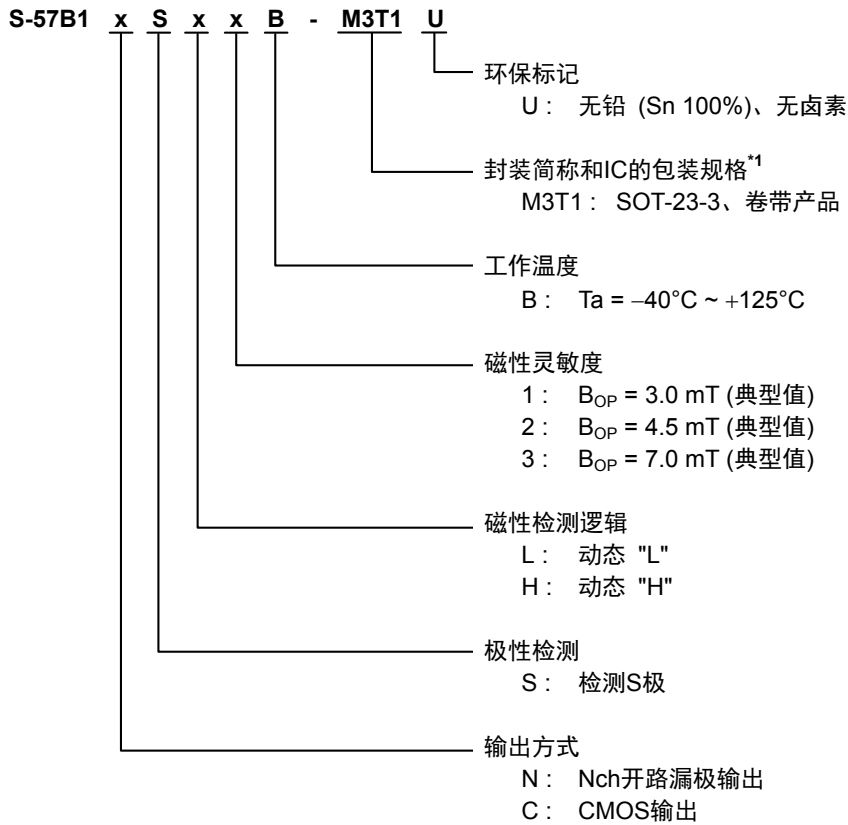 S-57B1 x S x x B - M3T1 U
环保标记
U : 无铅 (Sn 100%)、无卤素
封装简称和IC的包装规格*1
M3T1 : SOT-23-3、卷带产品
工作温度
B : Ta = −40°C ~ +125°C
磁性灵敏度
1 : BOP = 3.0 mT (典型值)
2 : BOP = 4.5 mT (典型值)
3 : BOP = 7.0 mT (典型值)
磁性检测逻辑
L : 动态 "L"
H : 动态 "H"
极性检测
S : 检测S极
输出方式
N : Nch开路漏极输出
C : CMOS输出